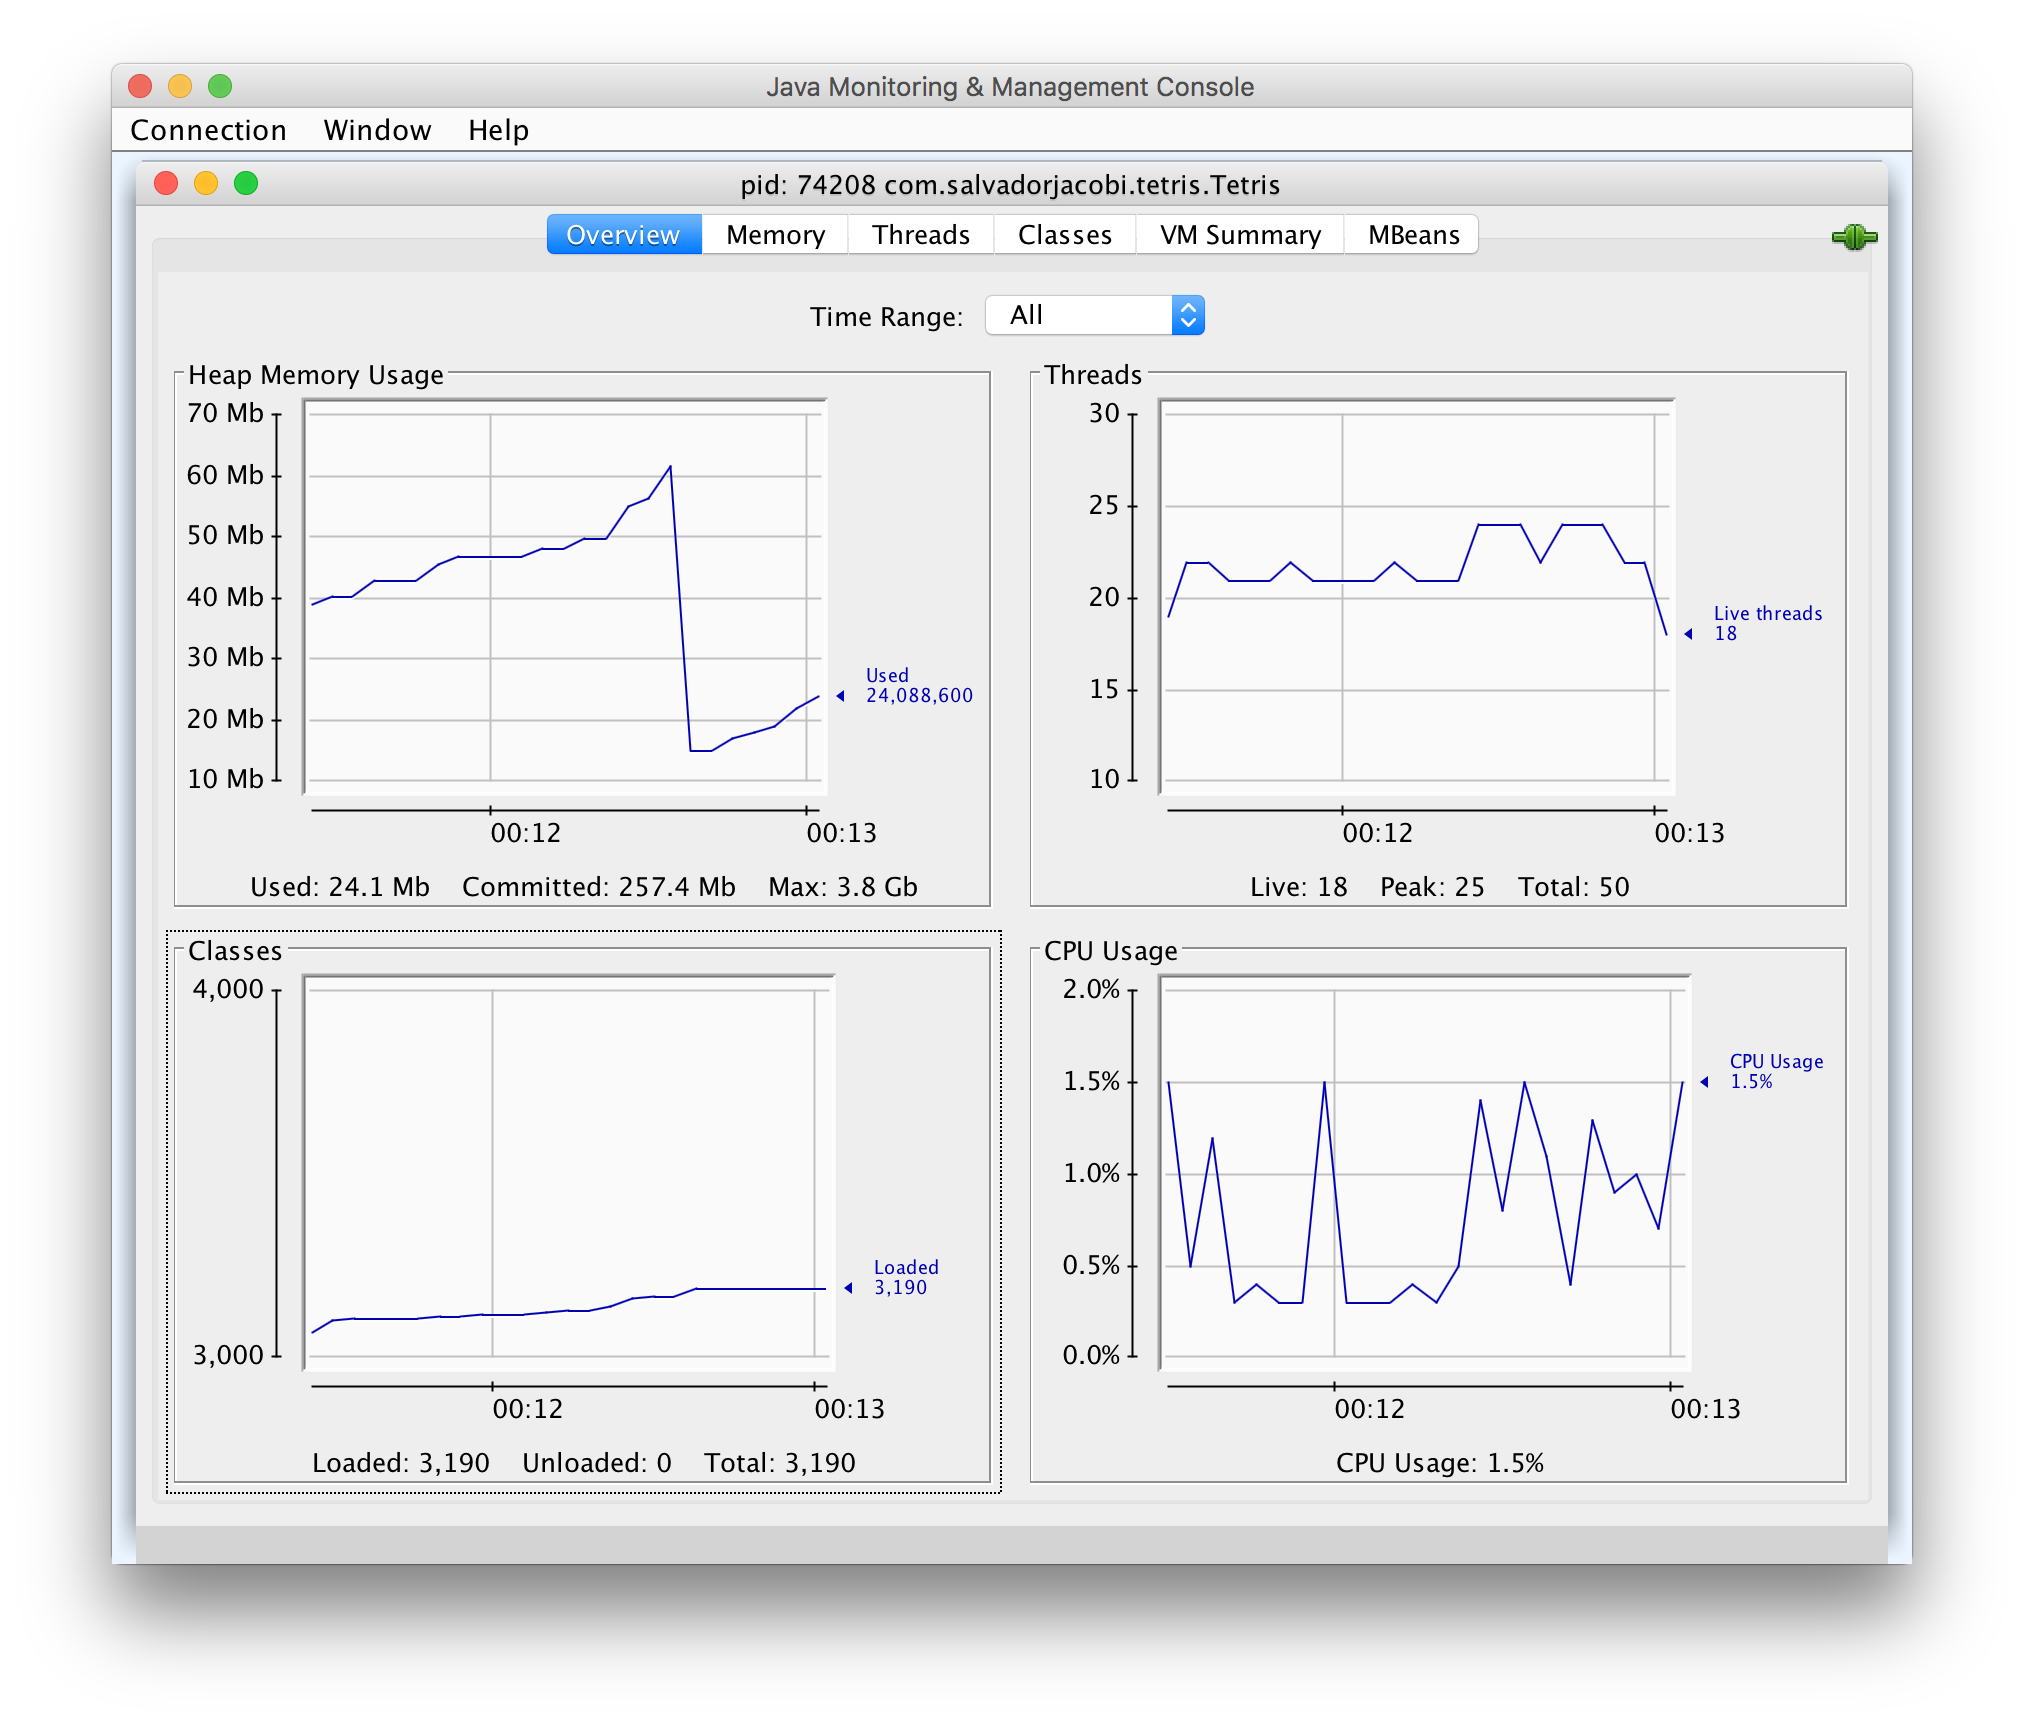 Java Monitoring & Management Console
Connection Window Help
pid: 74208 com.salvadorjacobi.tetris.Tetris
Overview Memory Threads Classes VM Summary MBeans
Time Range: All
Heap Memory Usage
70 Mb
60 Mb
50 Mb
40 Mb
30 Mb
20 Mb
10 Mb
Used
24,088,600
00:12 00:13
Used: 24.1 Mb Committed: 257.4 Mb Max: 3.8 Gb
Threads
30
25
20
15
10
Live threads
18
00:12 00:13
Live: 18 Peak: 25 Total: 50
Classes
4,000
3,000
Loaded
3,190
00:12 00:13
Loaded: 3,190 Unloaded: 0 Total: 3,190
CPU Usage
2.0%
1.5%
1.0%
0.5%
0.0%
CPU Usage
1.5%
00:12 00:13
CPU Usage: 1.5%